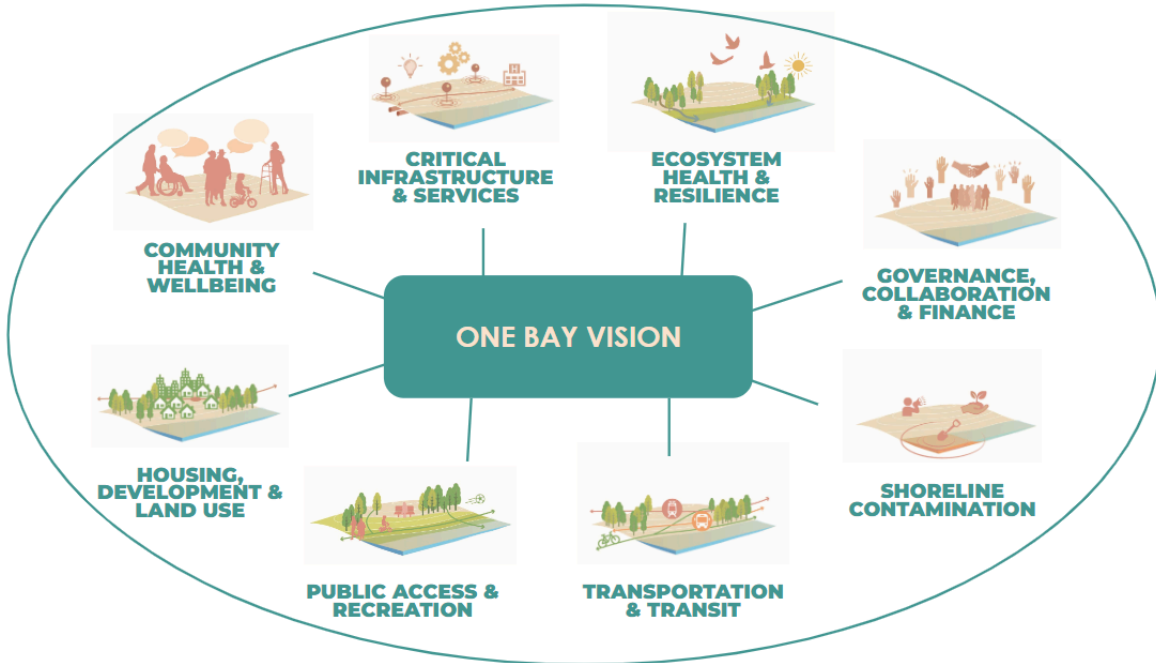 CRITICAL
INFRASTRUCTURE
& SERVICES
ECOSYSTEM
HEALTH &
RESILIENCE
COMMUNITY
HEALTH &
WELLBEING
GOVERNANCE,
COLLABORATION
& FINANCE
ONE BAY VISION
HOUSING,
DEVELOPMENT &
LAND USE
SHORELINE
CONTAMINATION
PUBLIC ACCESS &
RECREATION
TRANSPORTATION
& TRANSIT
H